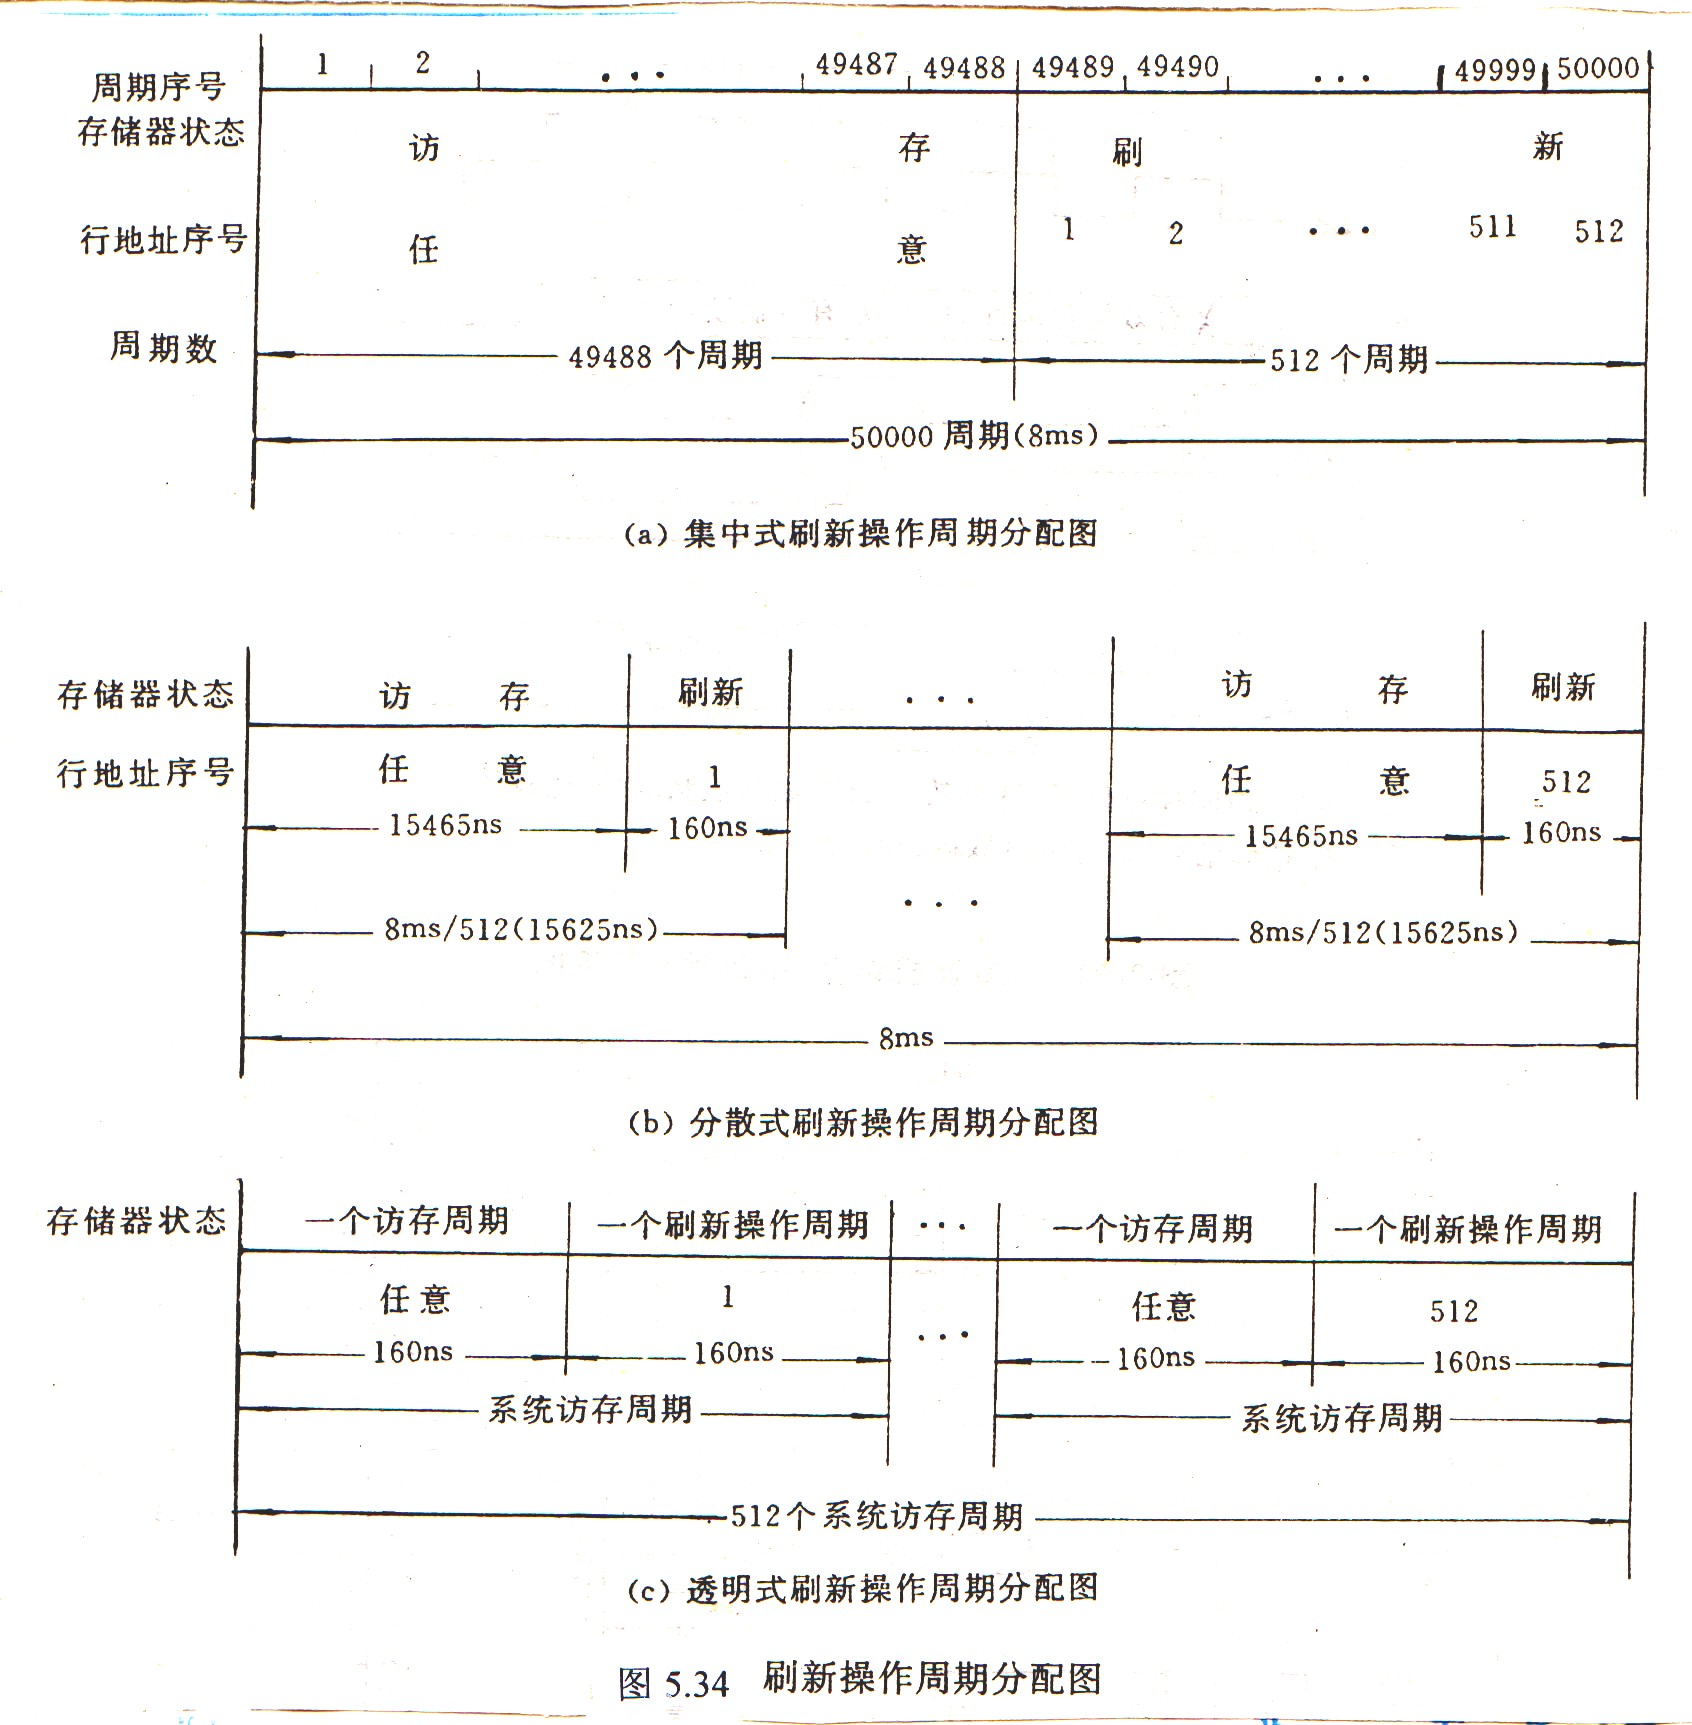 周期序号 1 2 ... 49487 49488 49489 49490 ... 49999 50000
存储器状态 访 存 刷 新
行地址序号 任 意 1 2 ... 511 512
周期数 49488 个周期 512 个周期
50000 周期(8ms)
(a) 集中式刷新操作周期分配图
存储器状态 访 存 刷新 ... 访 存 刷新
行地址序号 任 意 1 任 意 512
15465ns 160ns 15465ns 160ns
...
8ms/512(15625ns) 8ms/512(15625ns)
8ms
(b) 分散式刷新操作周期分配图
存储器状态 一个访存周期 一个刷新操作周期 ... 一个访存周期 一个刷新操作周期
任意 1 ... 任意 512
160ns 160ns 160ns 160ns
系统访存周期 系统访存周期
512个系统访存周期
(c) 透明式刷新操作周期分配图
图 5.34 刷新操作周期分配图